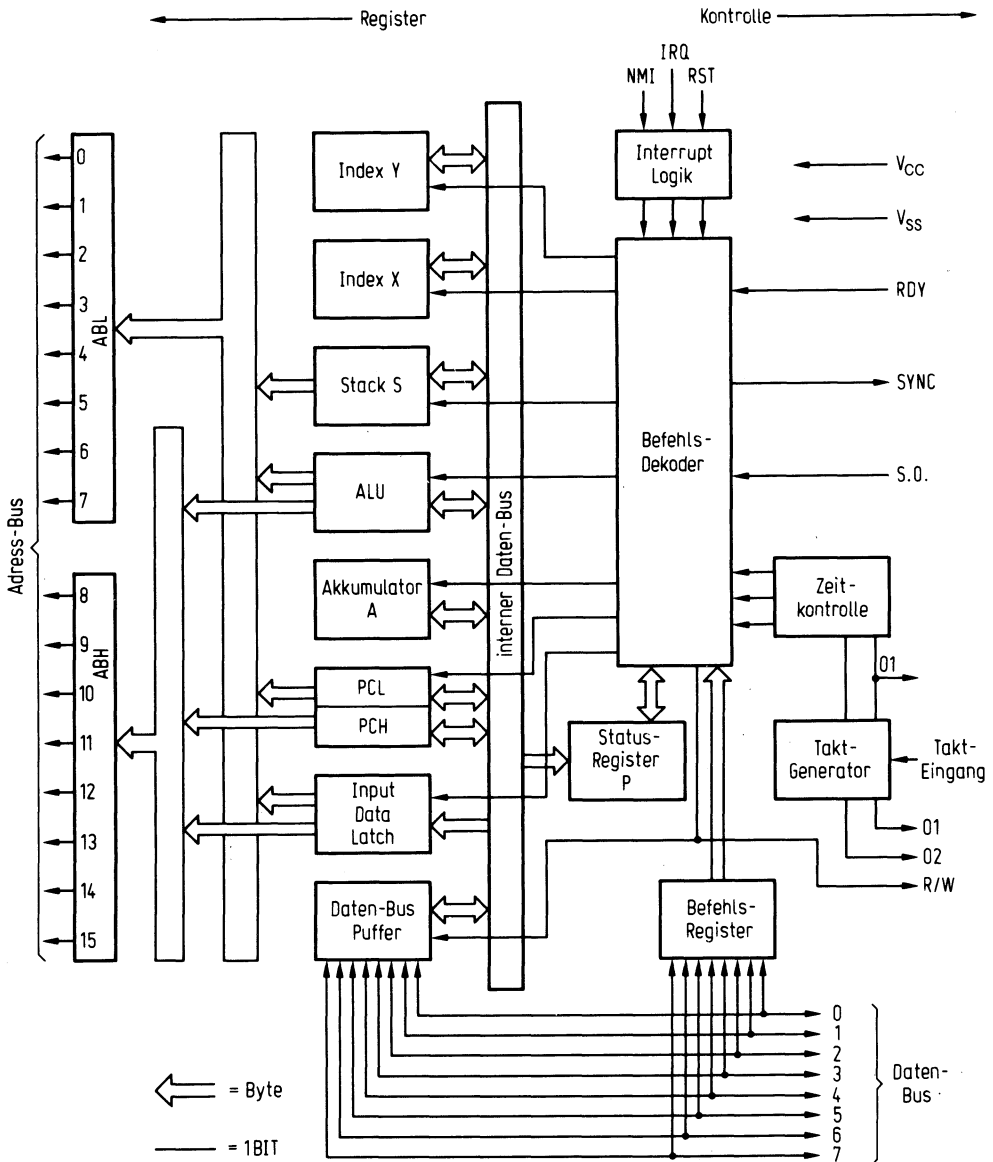 Register
Kontrolle
IRQ
NMI
RST
Interrupt
Logik
VCC
VSS
RDY
SYNC
S.O.
Adress-Bus
0
1
2
3
4
5
6
7
ABL
8
9
10
11
12
13
14
15
ABH
Index Y
Index X
Stack S
ALU
Akkumulator
A
PCL
PCH
Input
Data
Latch
Daten-Bus
Puffer
interner Daten-Bus
Befehls-
Dekoder
Status-
Register
P
Befehls-
Register
Zeit-
kontrolle
01
Takt-
Generator
Takt-
Eingang
01
02
R/W
0
1
2
3
4
5
6
7
Daten-
Bus
= Byte
= 1BIT